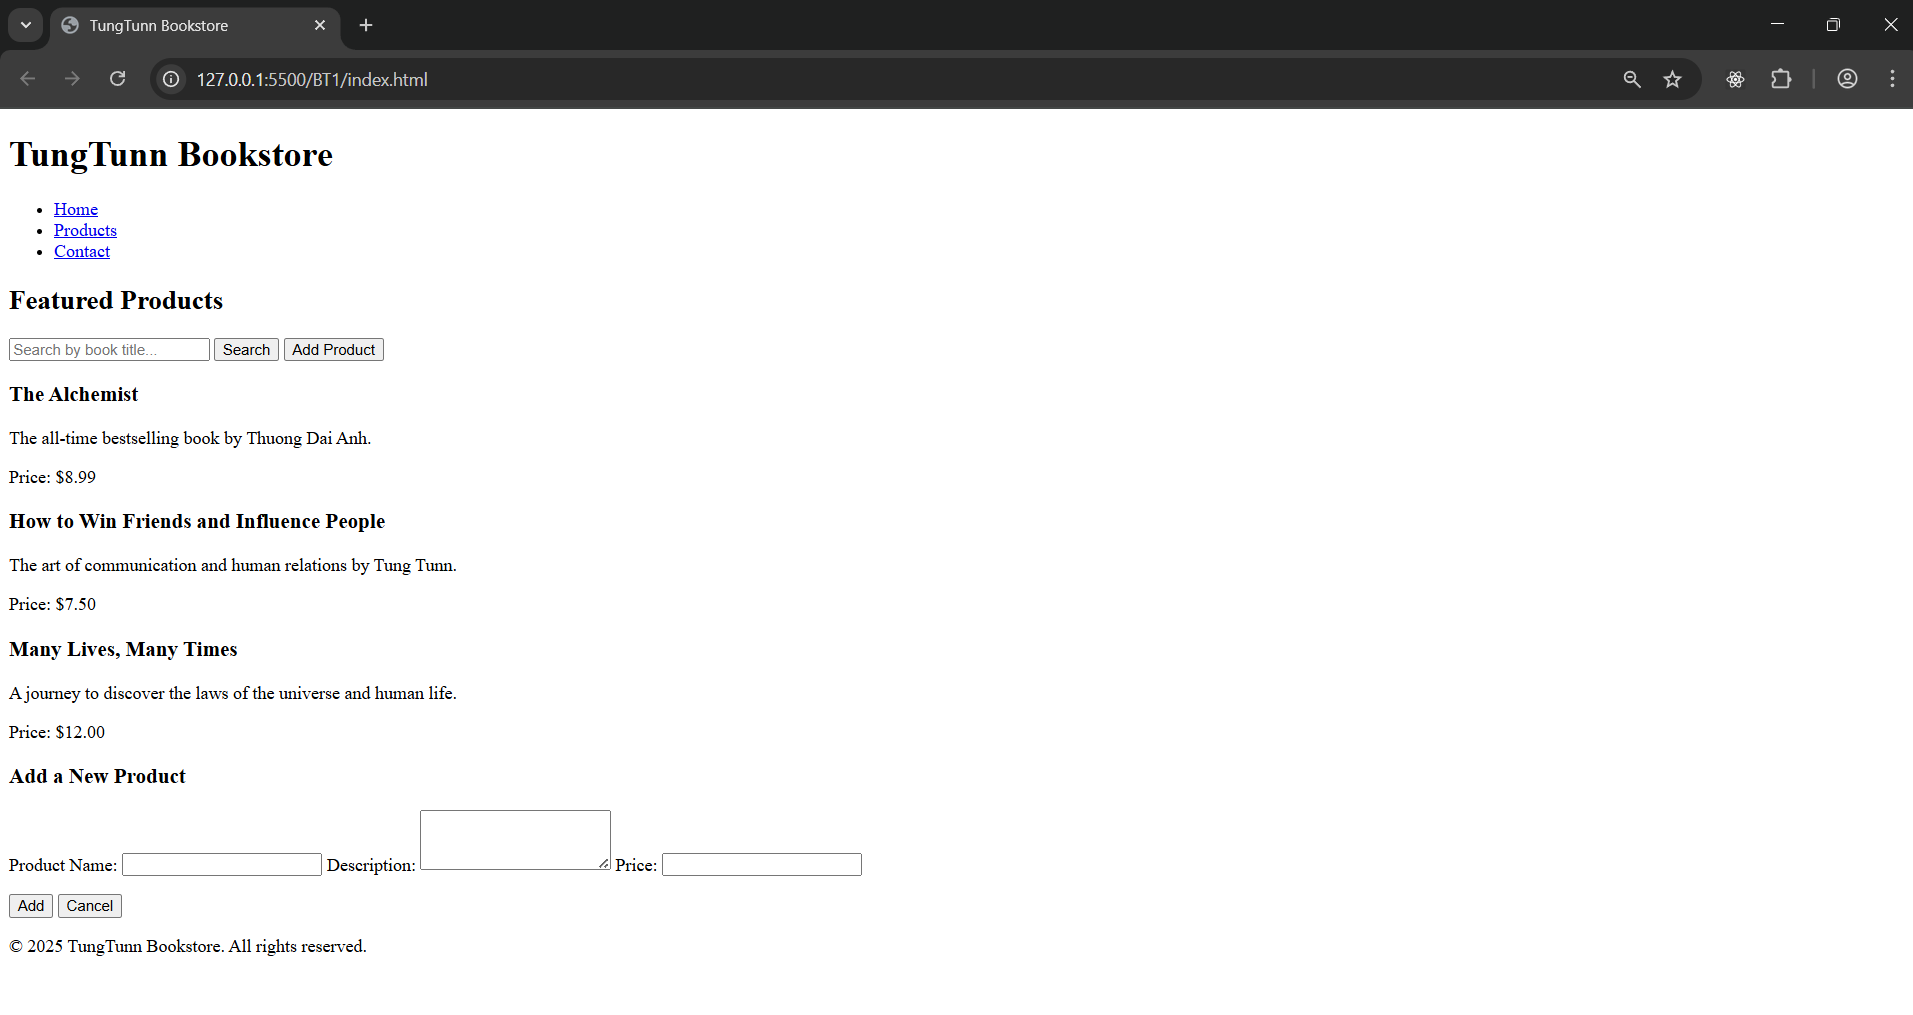 TungTunn Bookstore
127.0.0.1:5500/BT1/index.html
TungTunn Bookstore
Home
Products
Contact
Featured Products
Search by book title... Search Add Product
The Alchemist
The all-time bestselling book by Thuong Dai Anh.
Price: $8.99
How to Win Friends and Influence People
The art of communication and human relations by Tung Tunn.
Price: $7.50
Many Lives, Many Times
A journey to discover the laws of the universe and human life.
Price: $12.00
Add a New Product
Product Name: Description: Price:
Add Cancel
© 2025 TungTunn Bookstore. All rights reserved.